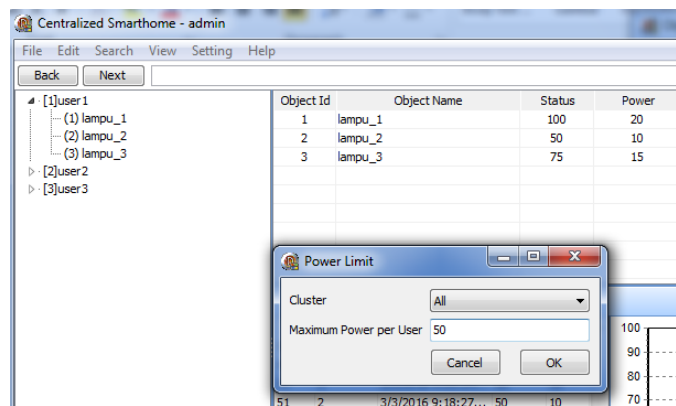 Centralized Smarthome - admin
File Edit Search View Setting Help
Back Next
[1]user1
(1) lampu_1
(2) lampu_2
(3) lampu_3
[2]user2
[3]user3
Object Id Object Name Status Power
1 lampu_1 100 20
2 lampu_2 50 10
3 lampu_3 75 15
Power Limit
Cluster All
Maximum Power per User 50
Cancel OK
100
90
80
70
51 2 3/3/2016 9:18:27... 50 10